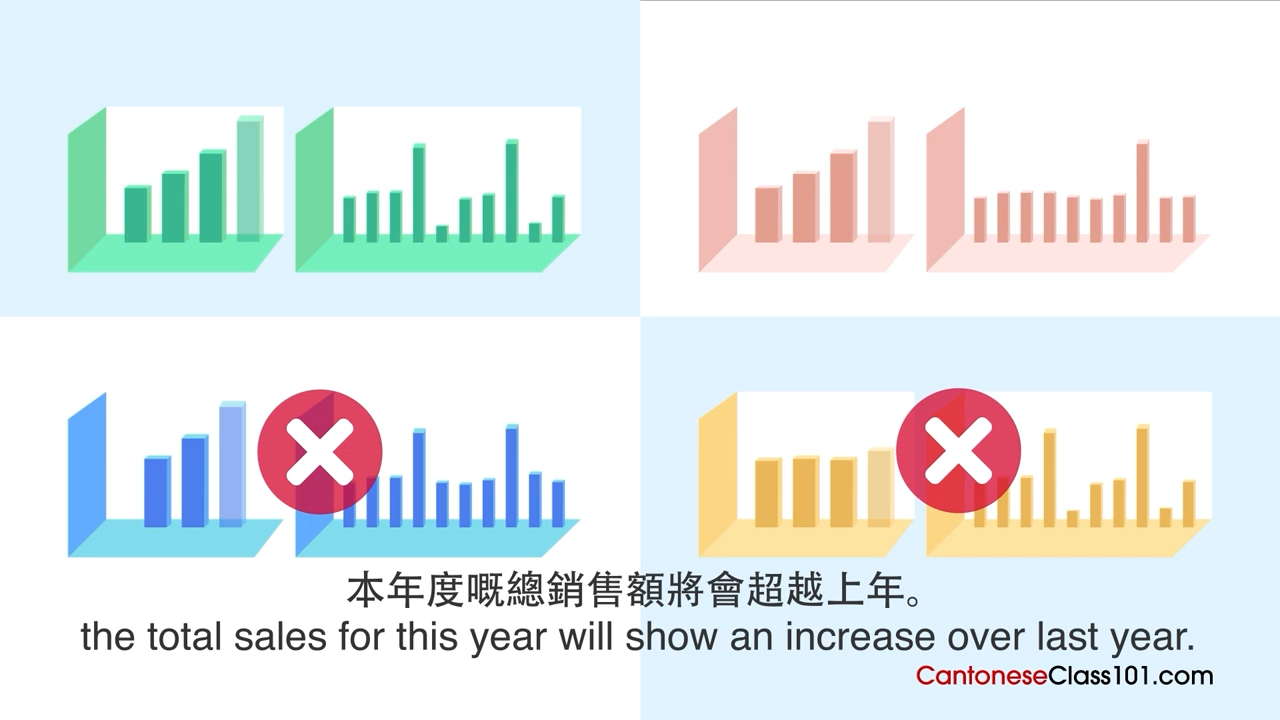 本年度嘅總銷售額將會超越上年。
the total sales for this year will show an increase over last year.
CantoneseClass101.com